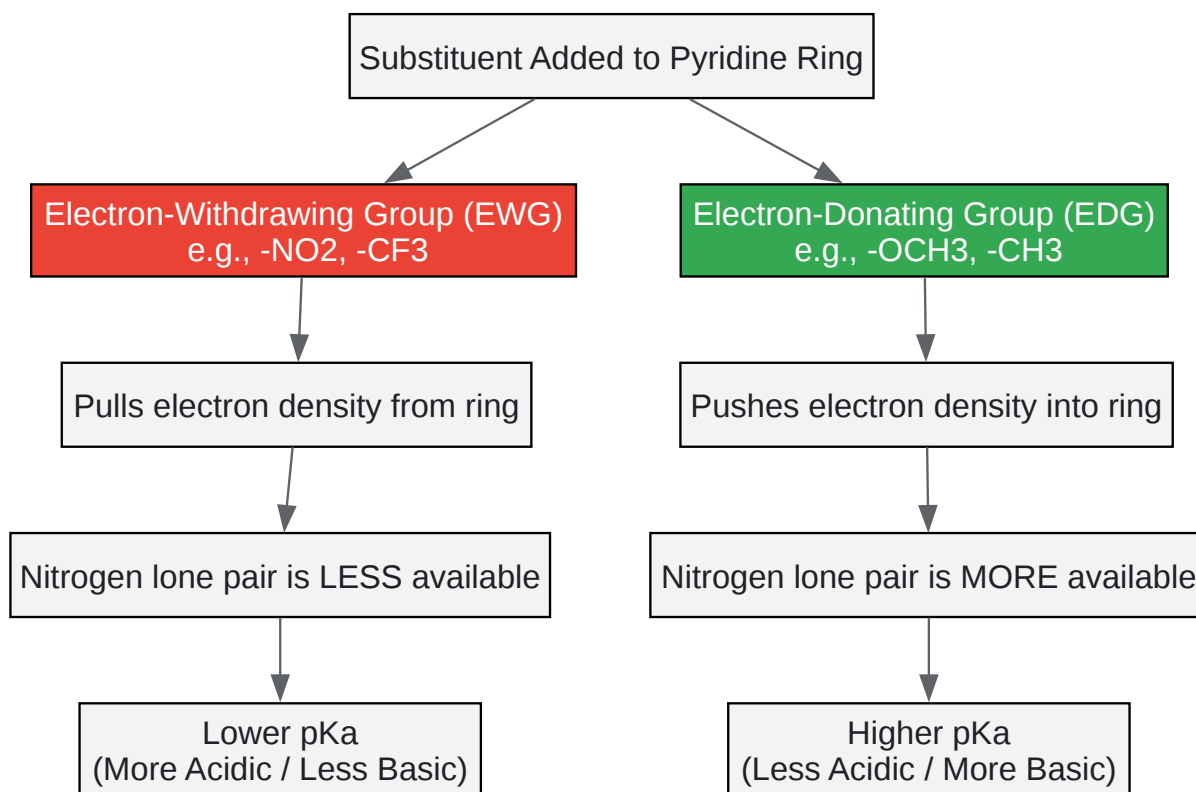 Substituent Added to Pyridine Ring
Electron-Withdrawing Group (EWG)
e.g., -NO2, -CF3
Electron-Donating Group (EDG)
e.g., -OCH3, -CH3
Pulls electron density from ring
Pushes electron density into ring
Nitrogen lone pair is LESS available
Nitrogen lone pair is MORE available
Lower pKa
(More Acidic / Less Basic)
Higher pKa
(Less Acidic / More Basic)